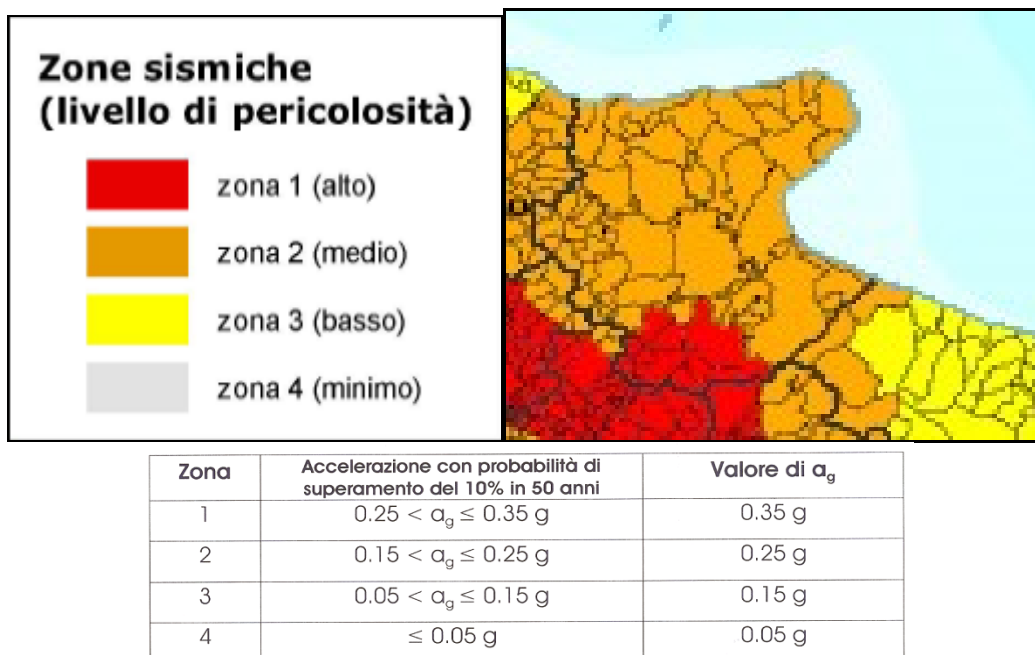 Zone sismiche
(livello di pericolosità)
zona 1 (alto)
zona 2 (medio)
zona 3 (basso)
zona 4 (minimo)
Zona Accelerazione con probabilità di superamento del 10% in 50 anni Valore di ag
1 0.25 < ag ≤ 0.35 g 0.35 g
2 0.15 < ag ≤ 0.25 g 0.25 g
3 0.05 < ag ≤ 0.15 g 0.15 g
4 ≤ 0.05 g 0.05 g